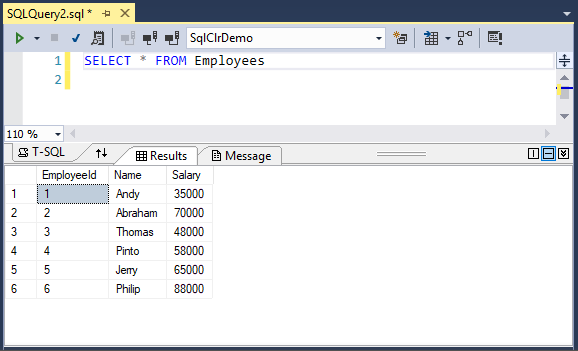 SQLQuery2.sql *
SqlClrDemo
1 SELECT * FROM Employees
2
110 %
T-SQL Results Message
EmployeeId Name Salary
1 1 Andy 35000
2 2 Abraham 70000
3 3 Thomas 48000
4 4 Pinto 58000
5 5 Jerry 65000
6 6 Philip 88000